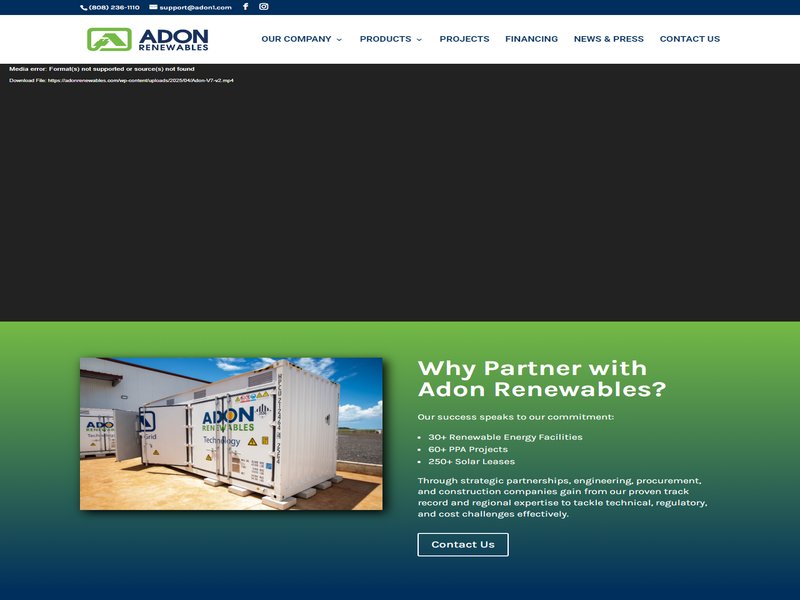 (808) 236-1110 support@adon1.com
ADON
RENEWABLES
OUR COMPANY PRODUCTS PROJECTS FINANCING NEWS & PRESS CONTACT US
Media error: Format(s) not supported or source(s) not found
Download File: https://adonrenewables.com/wp-content/uploads/2025/04/Adon-V7-v2.mp4
Why Partner with
Adon Renewables?
Our success speaks to our commitment:
30+ Renewable Energy Facilities
60+ PPA Projects
250+ Solar Leases
Through strategic partnerships, engineering, procurement,
and construction companies gain from our proven track
record and regional expertise to tackle technical, regulatory,
and cost challenges effectively.
Contact Us
ADON
RENEWABLES
Technology
Grid
ADON